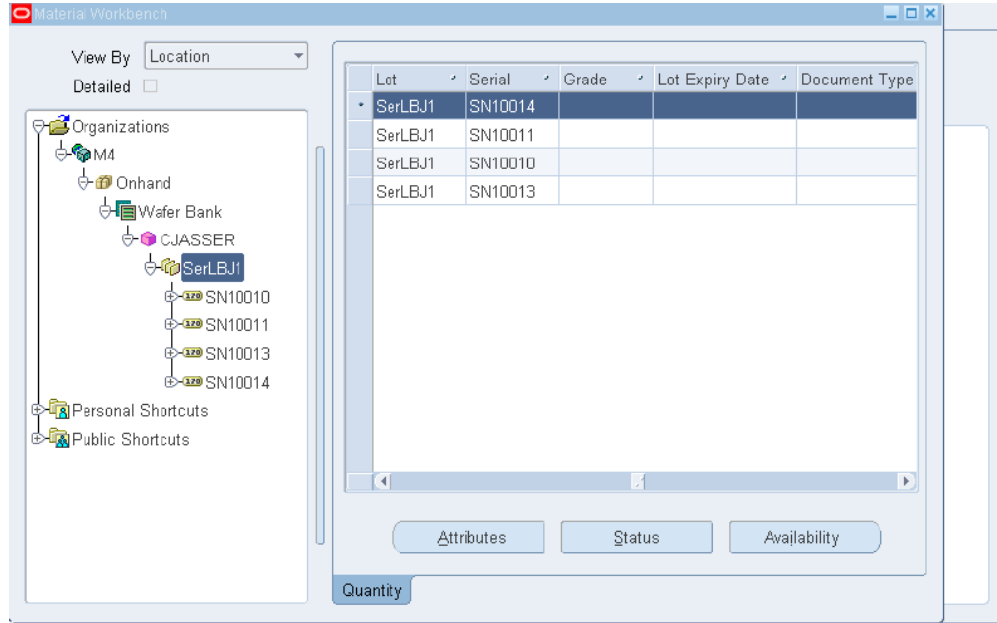 Material Workbench
View By Location
Detailed
Organizations
M4
Onhand
Wafer Bank
CJASSER
SerLBJ1
SN10010
SN10011
SN10013
SN10014
Personal Shortcuts
Public Shortcuts
Lot Serial Grade Lot Expiry Date Document Type
SerLBJ1 SN10014
SerLBJ1 SN10011
SerLBJ1 SN10010
SerLBJ1 SN10013
Attributes Status Availability
Quantity